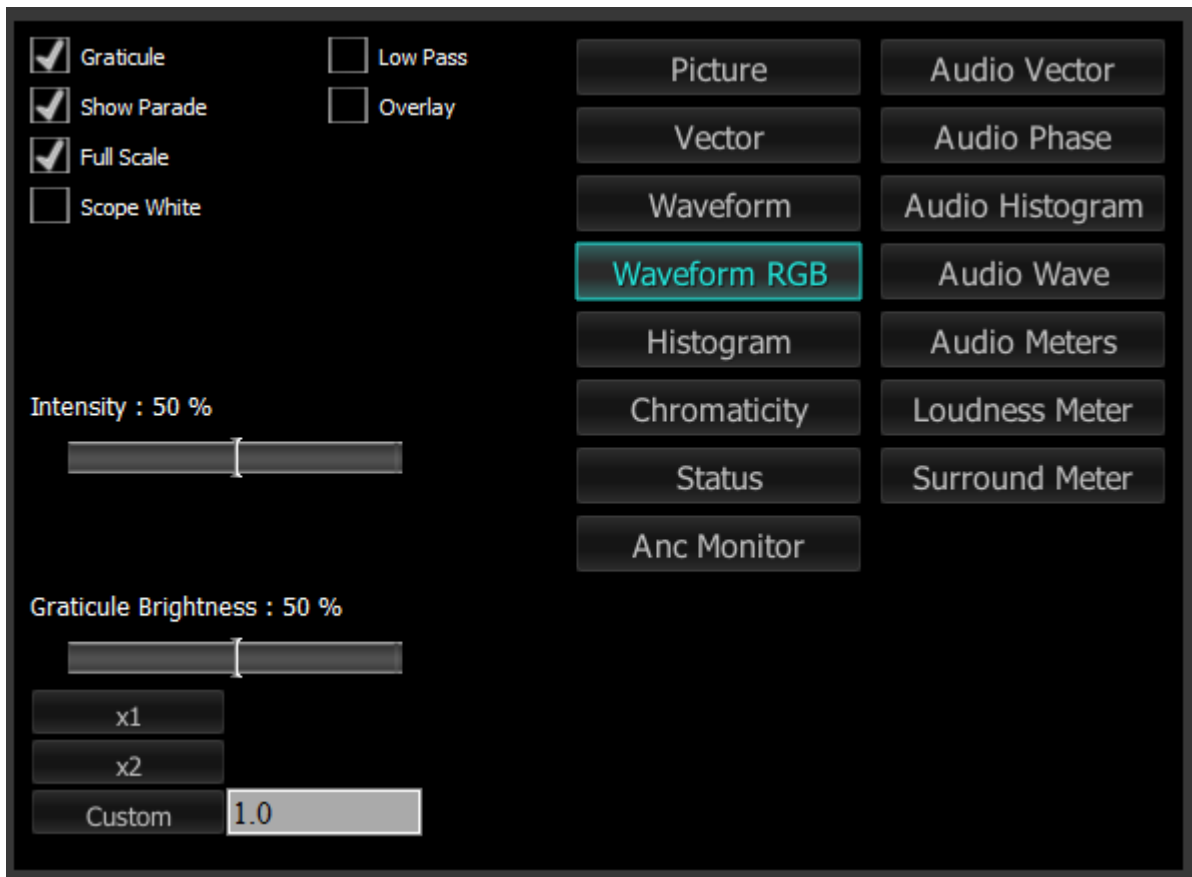 Graticule
Low Pass
Show Parade
Overlay
Full Scale
Scope White
Intensity : 50 %
Graticule Brightness : 50 %
x1
x2
Custom
1.0
Picture
Audio Vector
Vector
Audio Phase
Waveform
Audio Histogram
Waveform RGB
Audio Wave
Histogram
Audio Meters
Chromaticity
Loudness Meter
Status
Surround Meter
Anc Monitor